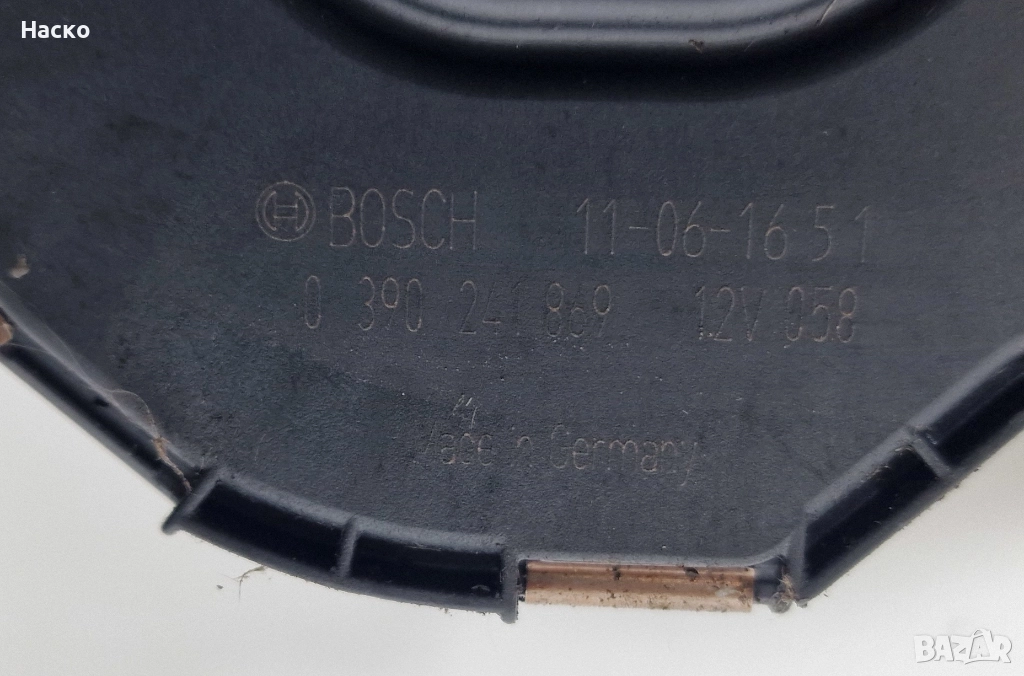 Наско
BOSCH 11-06-16 5 1
0 390 241 869 12V 058
Made in Germany
BAZAR